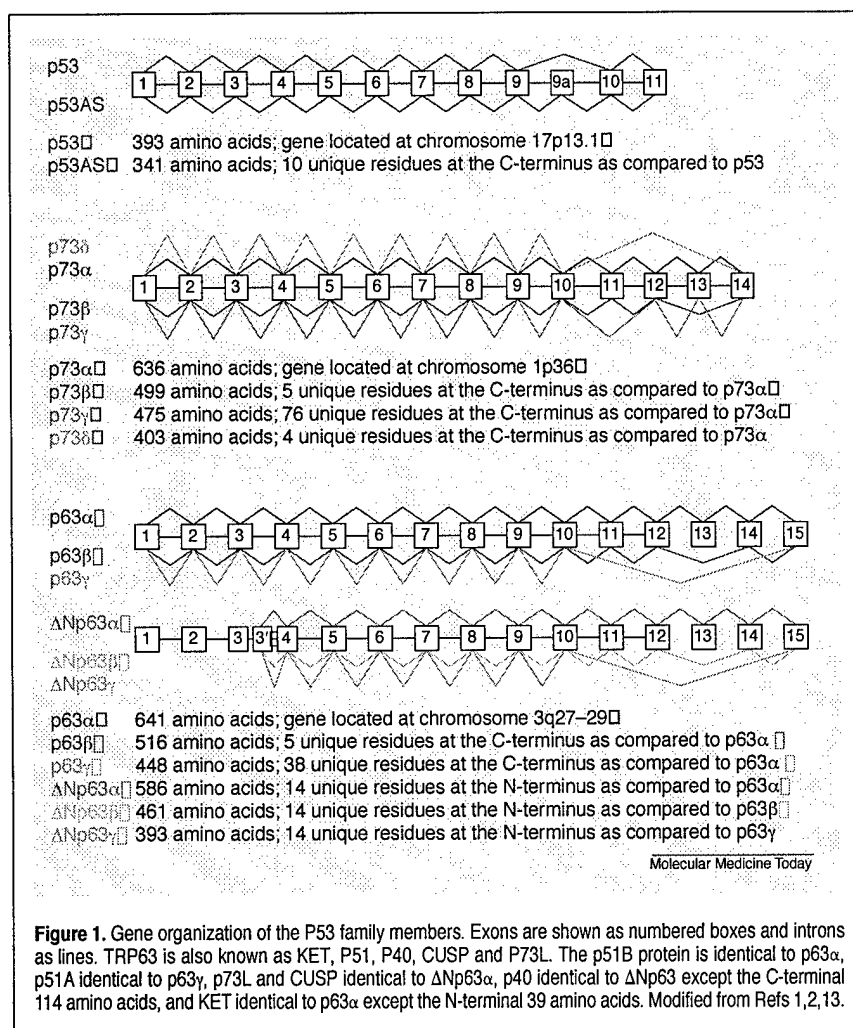 p53
1 2 3 4 5 6 7 8 9 9a 10 11
p53AS
p53▯ 393 amino acids; gene located at chromosome 17p13.1▯
p53AS▯ 341 amino acids; 10 unique residues at the C-terminus as compared to p53
p73δ
p73α
1 2 3 4 5 6 7 8 9 10 11 12 13 14
p73β
p73γ
p73α▯ 636 amino acids; gene located at chromosome 1p36▯
p73β▯ 499 amino acids; 5 unique residues at the C-terminus as compared to p73α▯
p73γ▯ 475 amino acids; 76 unique residues at the C-terminus as compared to p73α▯
p73δ▯ 403 amino acids; 4 unique residues at the C-terminus as compared to p73α
p63α▯
1 2 3 4 5 6 7 8 9 10 11 12 13 14 15
p63β▯
p63γ
ΔNp63α▯
1 2 3 3' 4 5 6 7 8 9 10 11 12 13 14 15
ΔNp63β▯
ΔNp63γ
p63α▯ 641 amino acids; gene located at chromosome 3q27–29▯
p63β▯ 516 amino acids; 5 unique residues at the C-terminus as compared to p63α ▯
p63γ▯ 448 amino acids; 38 unique residues at the C-terminus as compared to p63α ▯
ΔNp63α▯ 586 amino acids; 14 unique residues at the N-terminus as compared to p63α▯
ΔNp63β▯ 461 amino acids; 14 unique residues at the N-terminus as compared to p63β▯
ΔNp63γ▯ 393 amino acids; 14 unique residues at the N-terminus as compared to p63γ
Molecular Medicine Today
Figure 1. Gene organization of the P53 family members. Exons are shown as numbered boxes and introns
as lines. TRP63 is also known as KET, P51, P40, CUSP and P73L. The p51B protein is identical to p63α,
p51A identical to p63γ, p73L and CUSP identical to ΔNp63α, p40 identical to ΔNp63 except the C-terminal
114 amino acids, and KET identical to p63α except the N-terminal 39 amino acids. Modified from Refs 1,2,13.